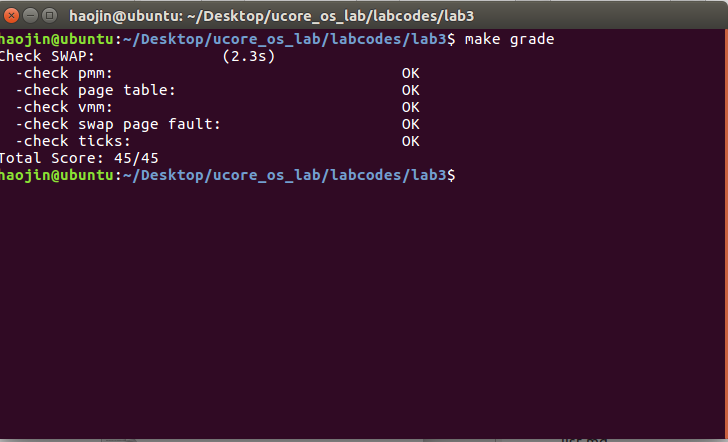 haojin@ubuntu: ~/Desktop/ucore_os_lab/labcodes/lab3
haojin@ubuntu:~/Desktop/ucore_os_lab/labcodes/lab3$ make grade
Check SWAP:              (2.3s)
  -check pmm:                                OK
  -check page table:                         OK
  -check vmm:                                OK
  -check swap page fault:                    OK
  -check ticks:                              OK
Total Score: 45/45
haojin@ubuntu:~/Desktop/ucore_os_lab/labcodes/lab3$